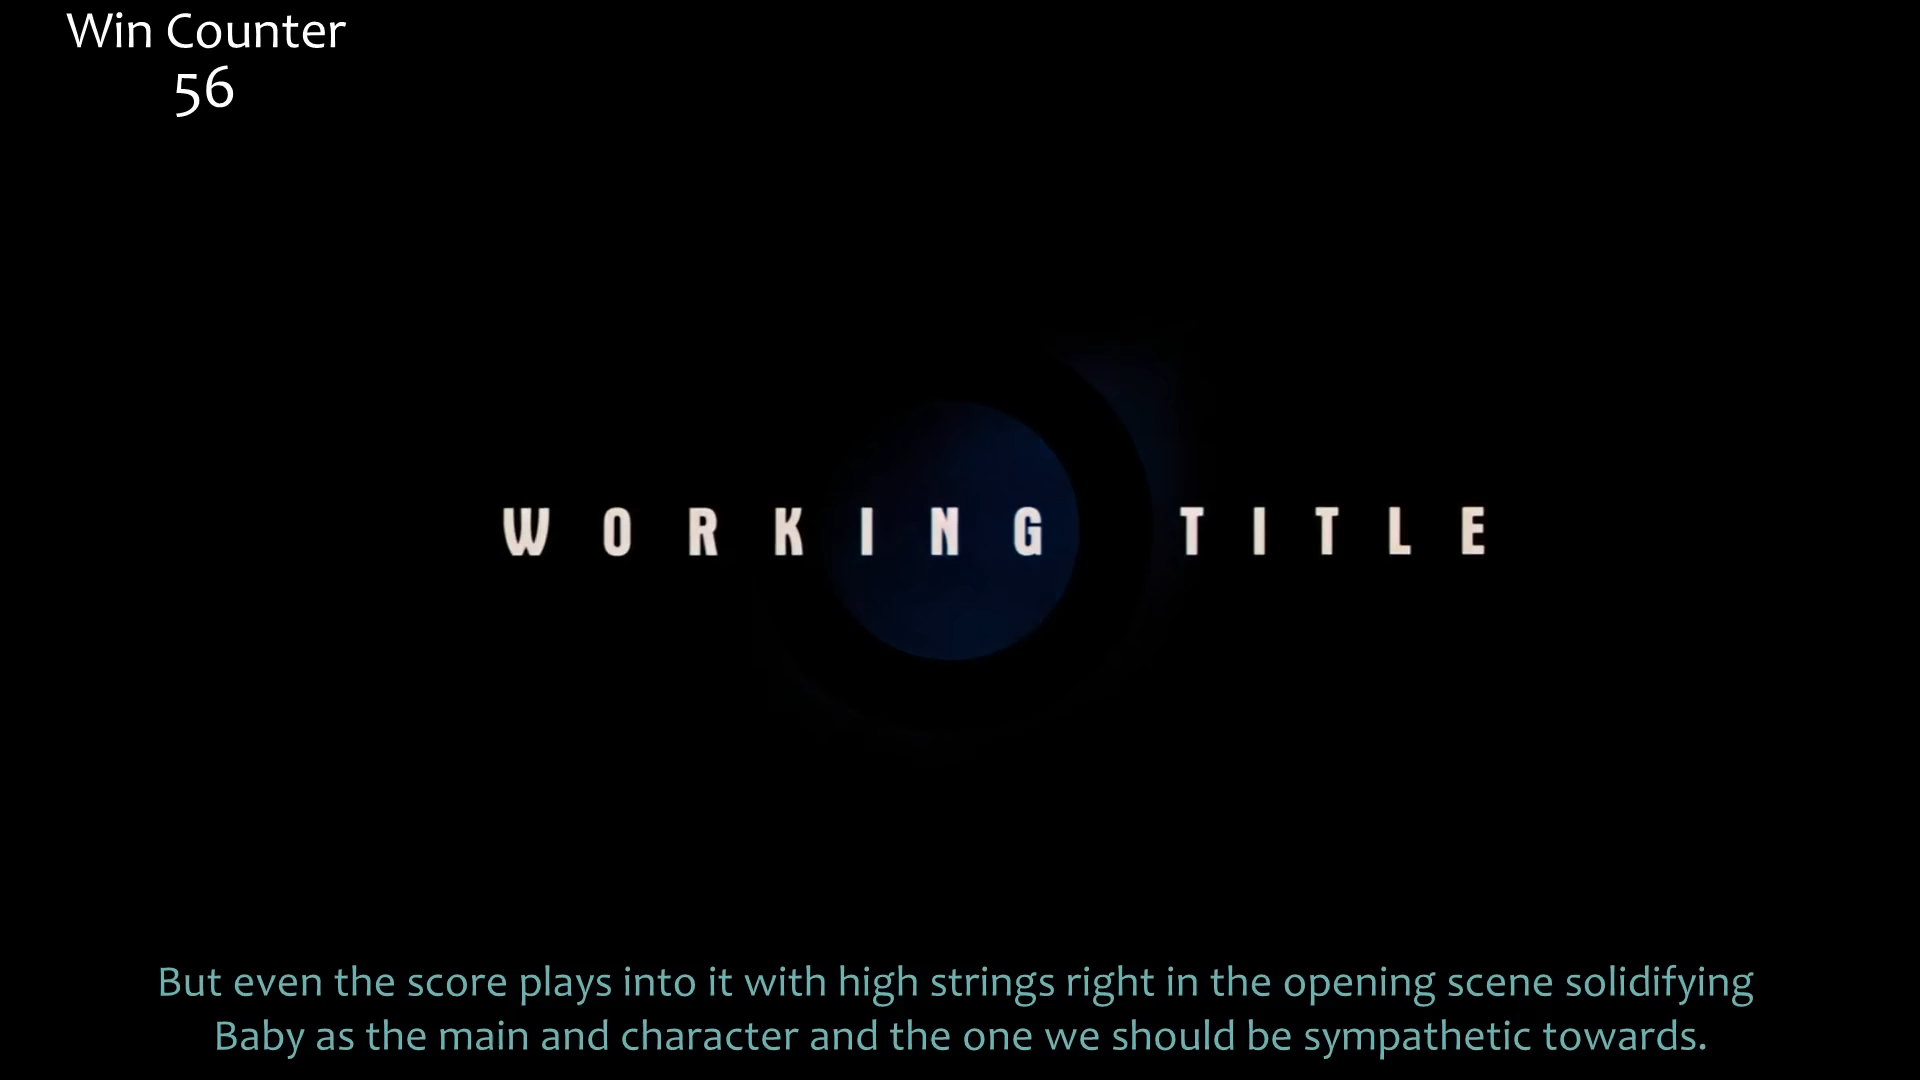 Win Counter
56
WORKING TITLE
But even the score plays into it with high strings right in the opening scene solidifying
Baby as the main and character and the one we should be sympathetic towards.